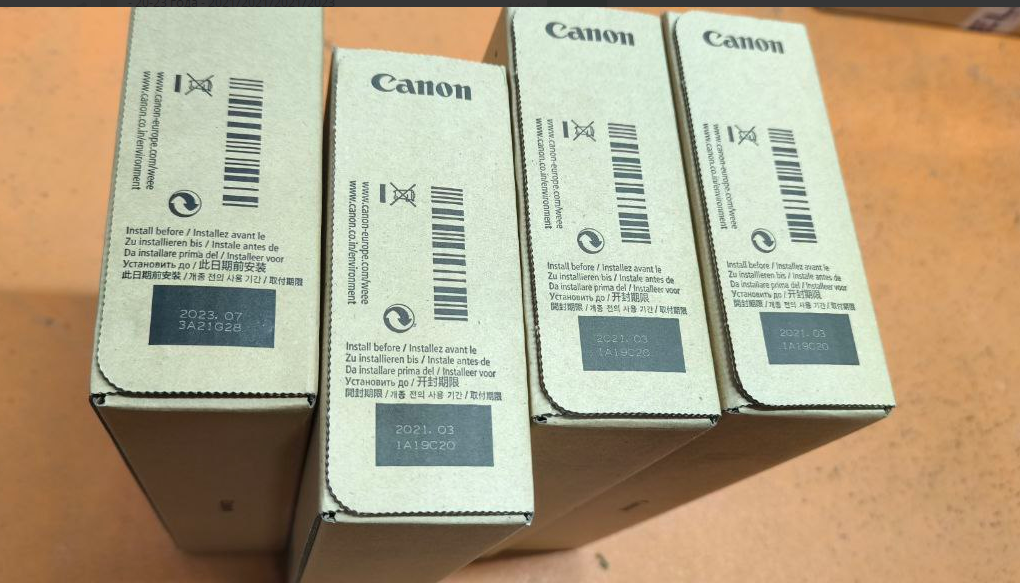 www.canon-europe.com/weee
www.canon.co.in/environment
Install before / Installez avant le
Zu installieren bis / Instale antes de
Da installare prima del / Installeer voor
Установить до / 此日期前安装
此日期前安裝 / 개봉 전의 사용 기간 / 取付期限
2023. 07
3A21G28
Canon
www.canon-europe.com/weee
www.canon.co.in/environment
Install before / Installez avant le
Zu installieren bis / Instale antes de
Da installare prima del / Installeer voor
Установить до / 开封期限
開封期限 / 개종 전의 사용 기간 / 取付期限
2021. 03
1A19C20
Canon
www.canon-europe.com/weee
www.canon.co.in/environment
Install before / Installez avant le
Zu installieren bis / Instale antes de
Da installare prima del / Installeer voor
Установить до / 开封期限
開封期限 / 개종 전의 사용 기간 / 取付期限
2021. 03
1A19C20
Canon
www.canon-europe.com/weee
www.canon.co.in/environment
Install before / Installez avant le
Zu installieren bis / Instale antes de
Da installare prima del / Installeer voor
Установить до / 开封期限
開封期限 / 개종 전의 사용 기간 / 取付期限
2021. 03
1A19C20